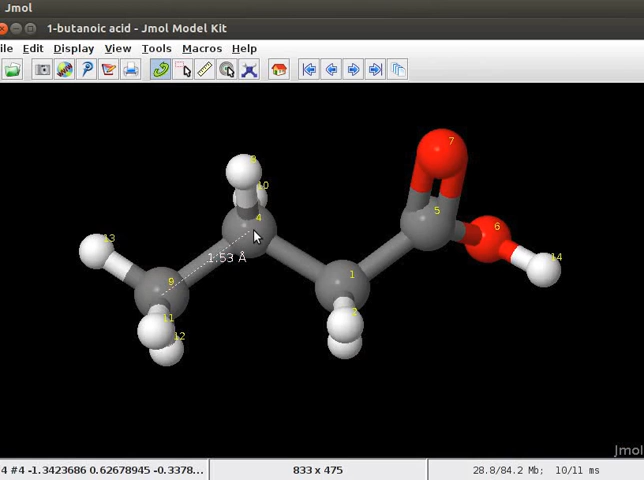 Jmol
1-butanoic acid - Jmol Model Kit
ile Edit Display View Tools Macros Help
7
10
4
5
6
13
14
1:53 Å
9
1
11
12
Jmol
4 #4 -1.3423686 0.62678945 -0.3378... 833 x 475 28.8/84.2 Mb; 10/11 ms